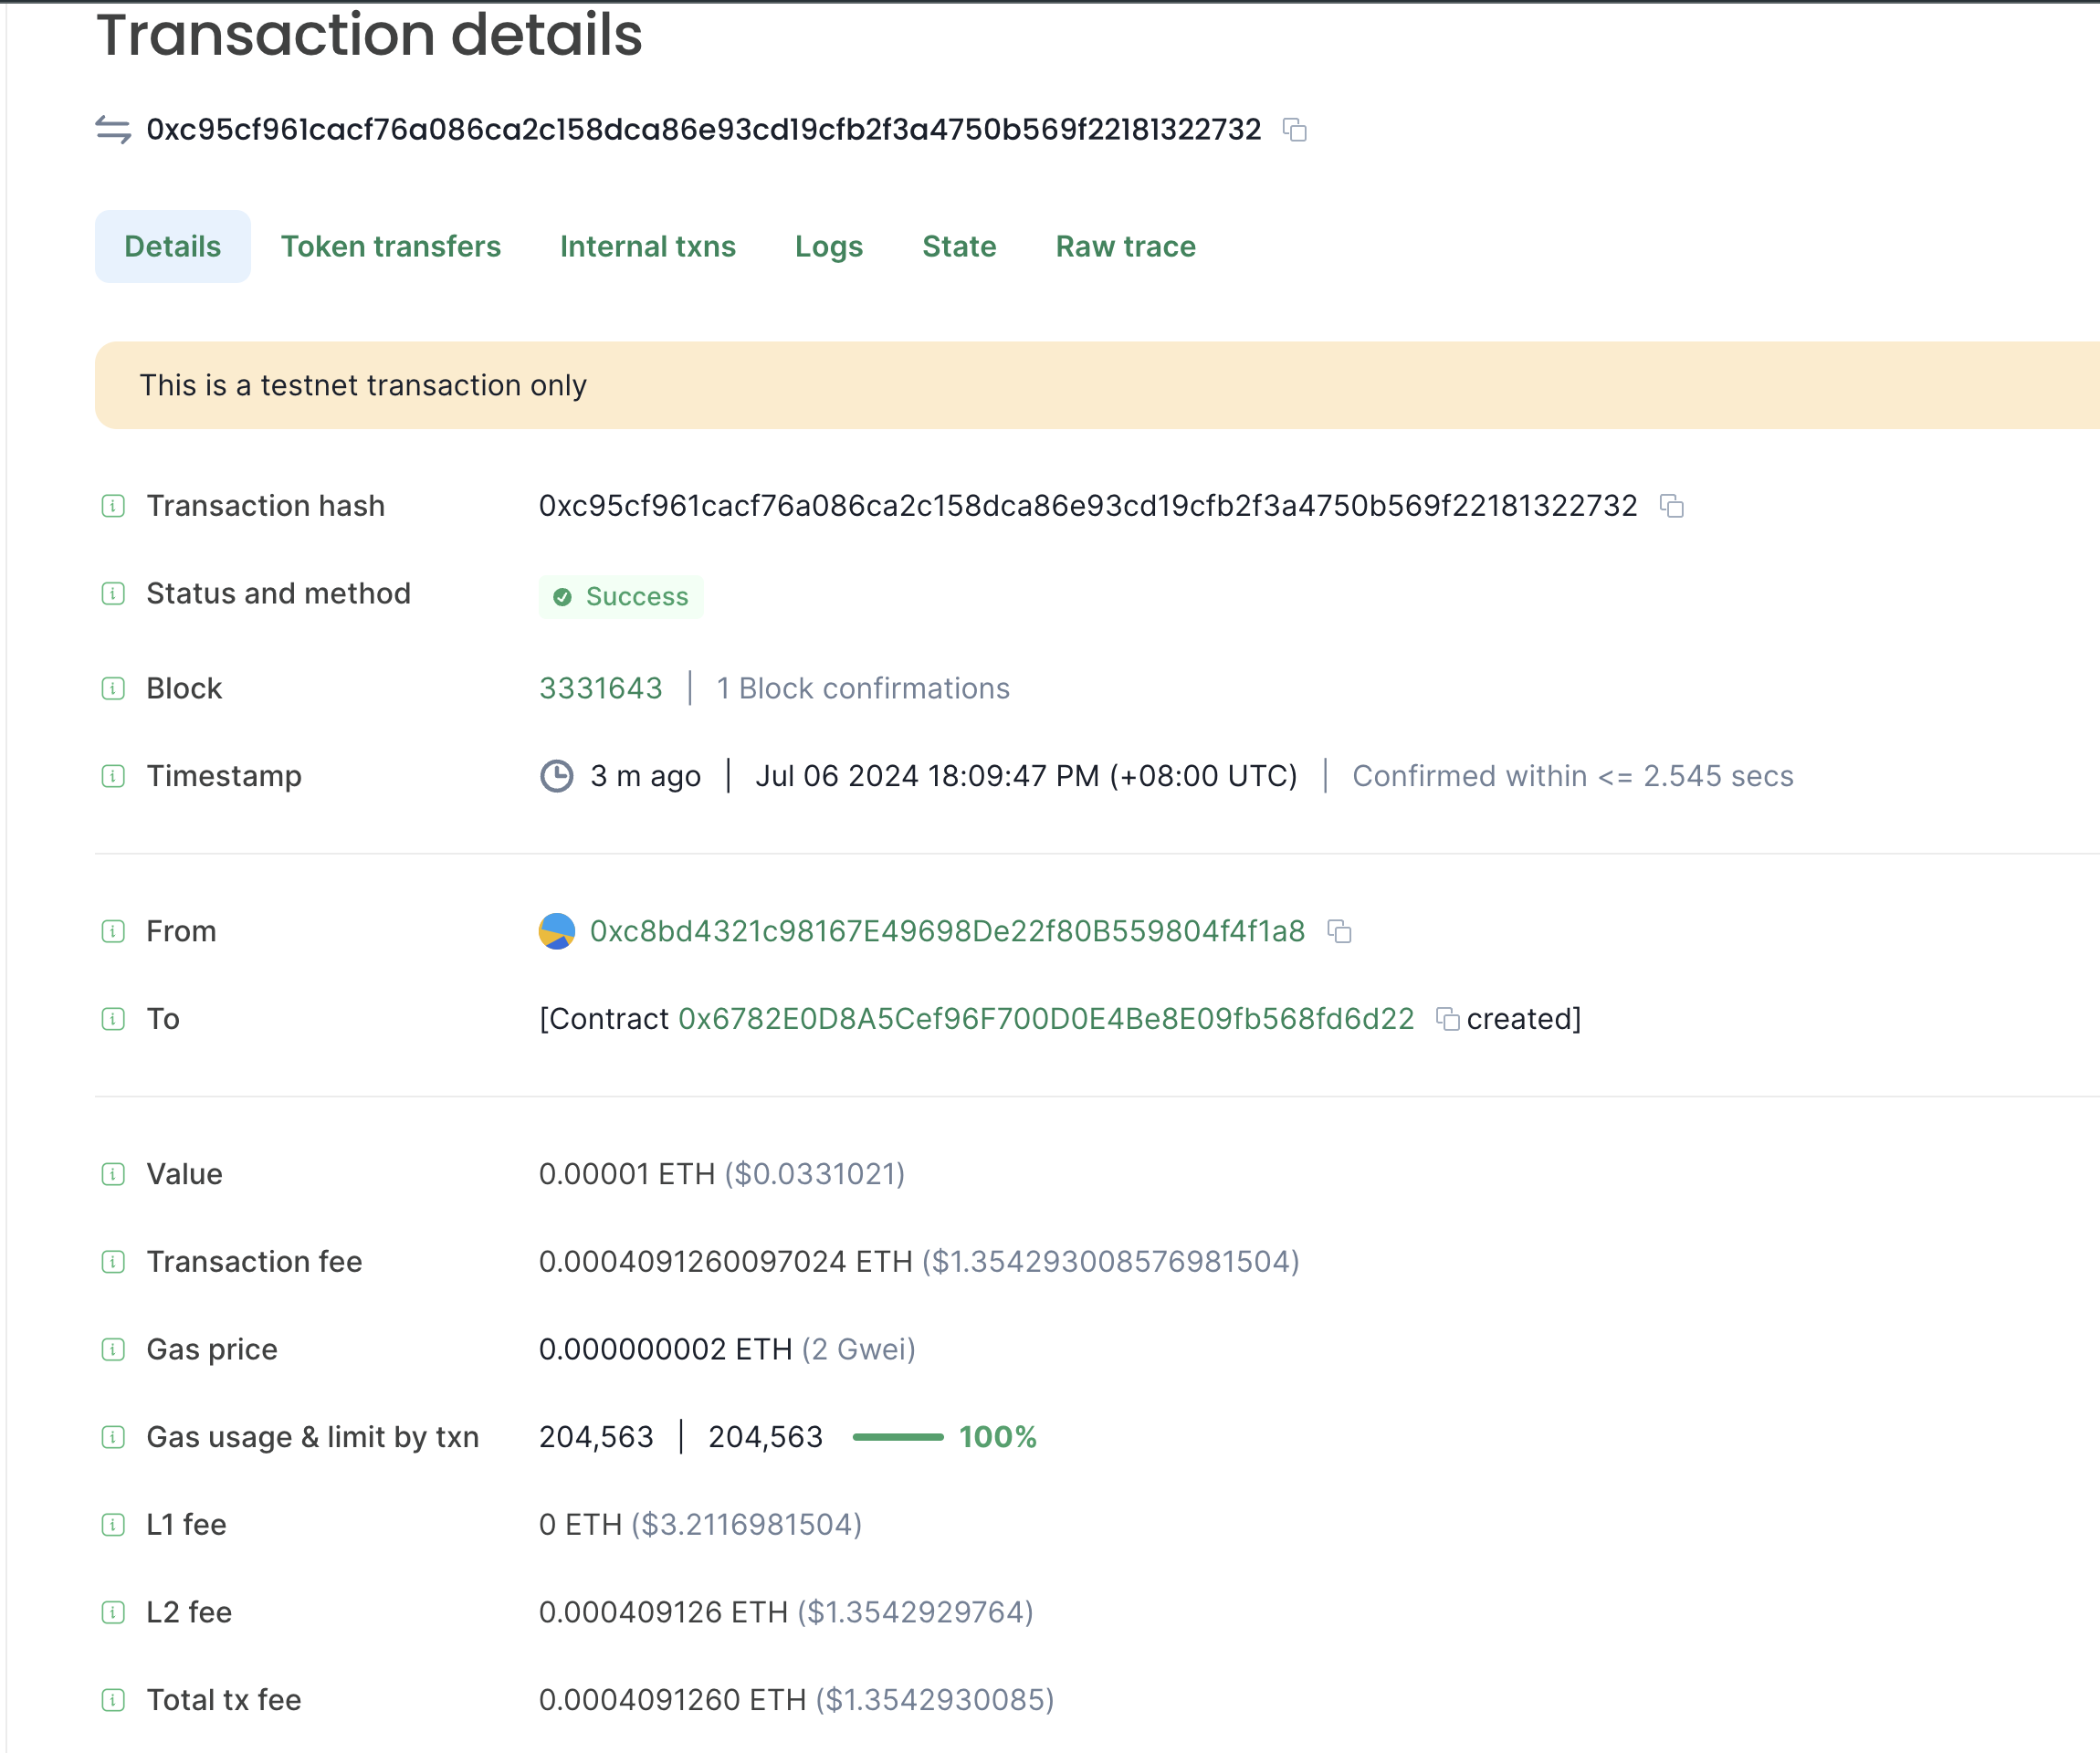 Transaction details
0xc95cf961cacf76a086ca2c158dca86e93cd19cfb2f3a4750b569f22181322732
Details Token transfers Internal txns Logs State Raw trace
This is a testnet transaction only
Transaction hash 0xc95cf961cacf76a086ca2c158dca86e93cd19cfb2f3a4750b569f22181322732
Status and method Success
Block 3331643 | 1 Block confirmations
Timestamp 3 m ago | Jul 06 2024 18:09:47 PM (+08:00 UTC) | Confirmed within <= 2.545 secs
From 0xc8bd4321c98167E49698De22f80B559804f4f1a8
To [Contract 0x6782E0D8A5Cef96F700D0E4Be8E09fb568fd6d22 created]
Value 0.00001 ETH ($0.0331021)
Transaction fee 0.0004091260097024 ETH ($1.354293008576981504)
Gas price 0.000000002 ETH (2 Gwei)
Gas usage & limit by txn 204,563 | 204,563 100%
L1 fee 0 ETH ($3.2116981504)
L2 fee 0.000409126 ETH ($1.3542929764)
Total tx fee 0.0004091260 ETH ($1.3542930085)